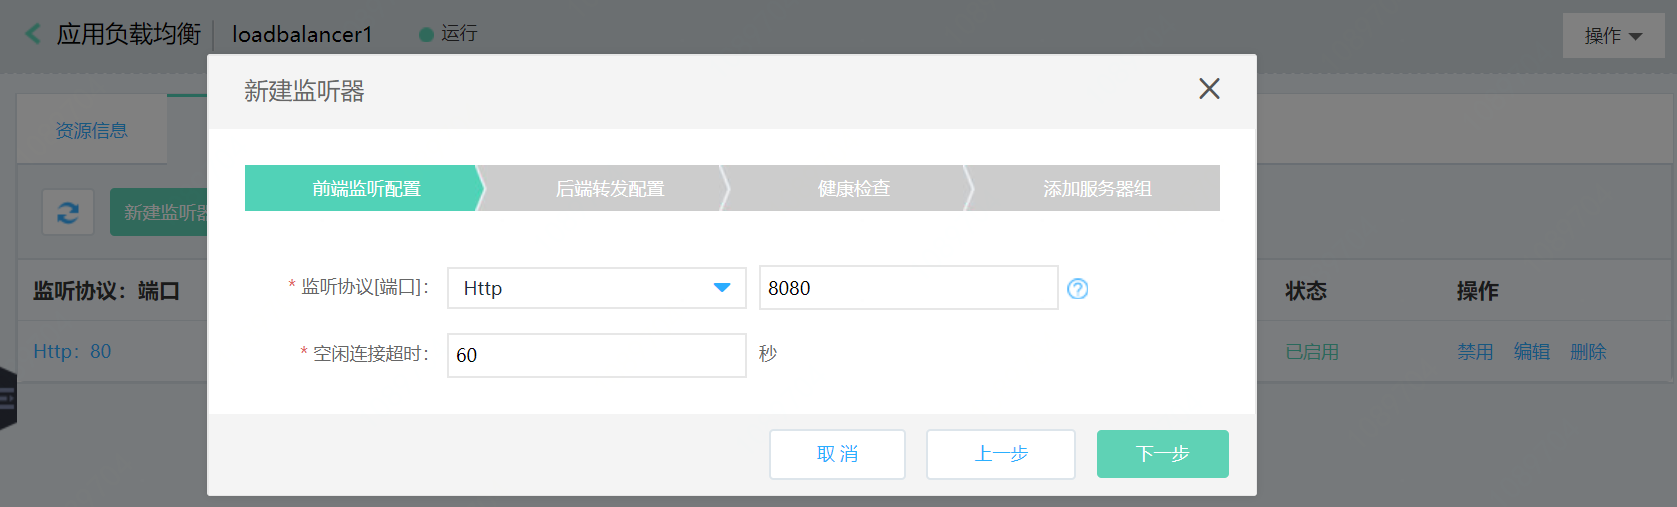 应用负载均衡 loadbalancer1 运行 操作
新建监听器
资源信息
前端监听配置 后端转发配置 健康检查 添加服务器组
新建监听器
* 监听协议[端口]： Http 8080 ?
监听协议：端口 状态 操作
* 空闲连接超时： 60 秒
Http：80 已启用 禁用 编辑 删除
取 消 上一步 下一步